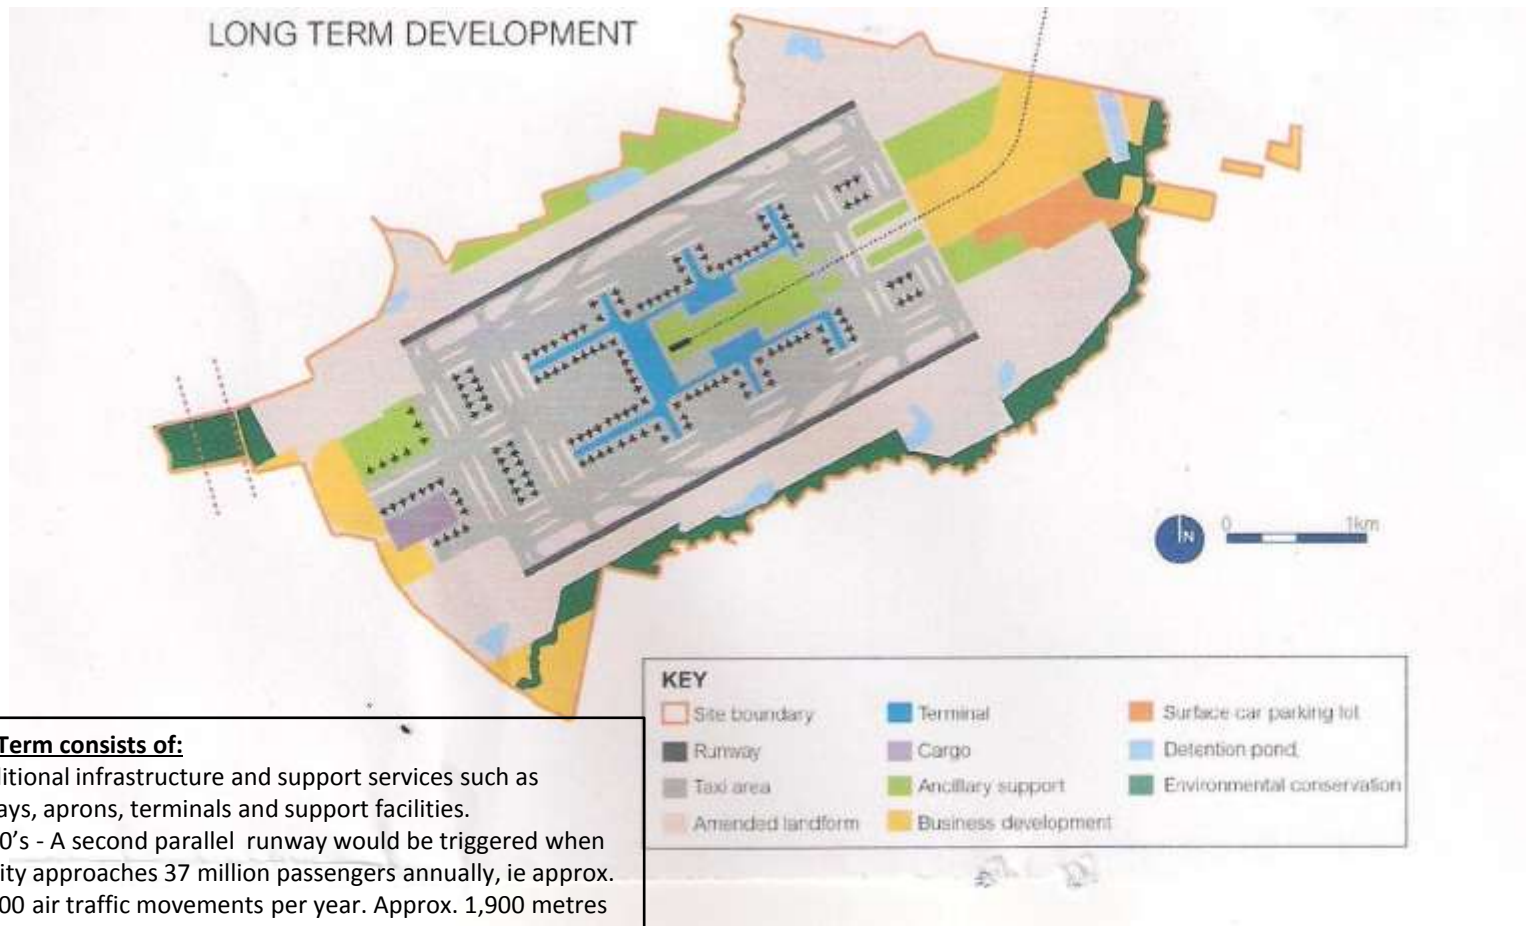 LONG TERM DEVELOPMENT
N
0 1km
KEY
Site boundary
Runway
Taxi area
Amended landform
Terminal
Cargo
Ancillary support
Business development
Surface car parking lot
Detention pond
Environmental conservation
Term consists of:
itional infrastructure and support services such as
ays, aprons, terminals and support facilities.
0’s - A second parallel runway would be triggered when
ity approaches 37 million passengers annually, ie approx.
00 air traffic movements per year. Approx. 1,900 metres